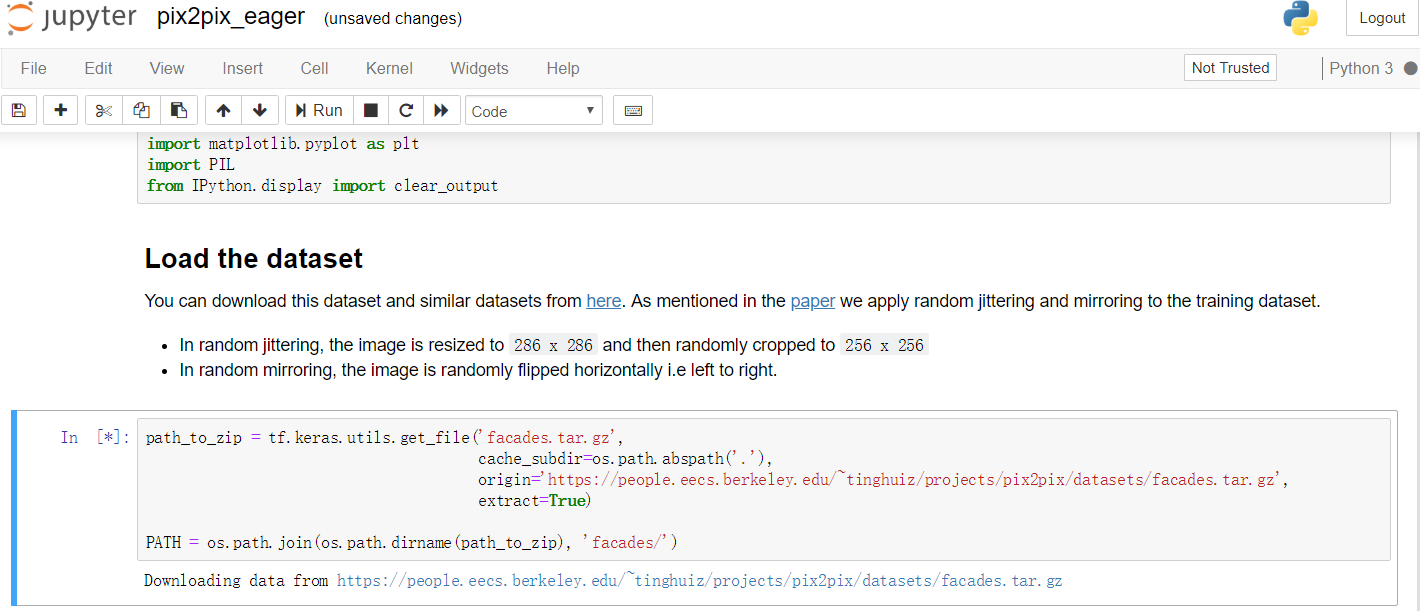 jupyter pix2pix_eager (unsaved changes) Logout
File Edit View Insert Cell Kernel Widgets Help Not Trusted Python 3
Run Code
import matplotlib.pyplot as plt
import PIL
from IPython.display import clear_output
Load the dataset
You can download this dataset and similar datasets from here. As mentioned in the paper we apply random jittering and mirroring to the training dataset.
• In random jittering, the image is resized to 286 x 286 and then randomly cropped to 256 x 256
• In random mirroring, the image is randomly flipped horizontally i.e left to right.
In [*]: path_to_zip = tf.keras.utils.get_file('facades.tar.gz',
cache_subdir=os.path.abspath('.'),
origin='https://people.eecs.berkeley.edu/~tinghuiz/projects/pix2pix/datasets/facades.tar.gz',
extract=True)
PATH = os.path.join(os.path.dirname(path_to_zip), 'facades/')
Downloading data from https://people.eecs.berkeley.edu/~tinghuiz/projects/pix2pix/datasets/facades.tar.gz